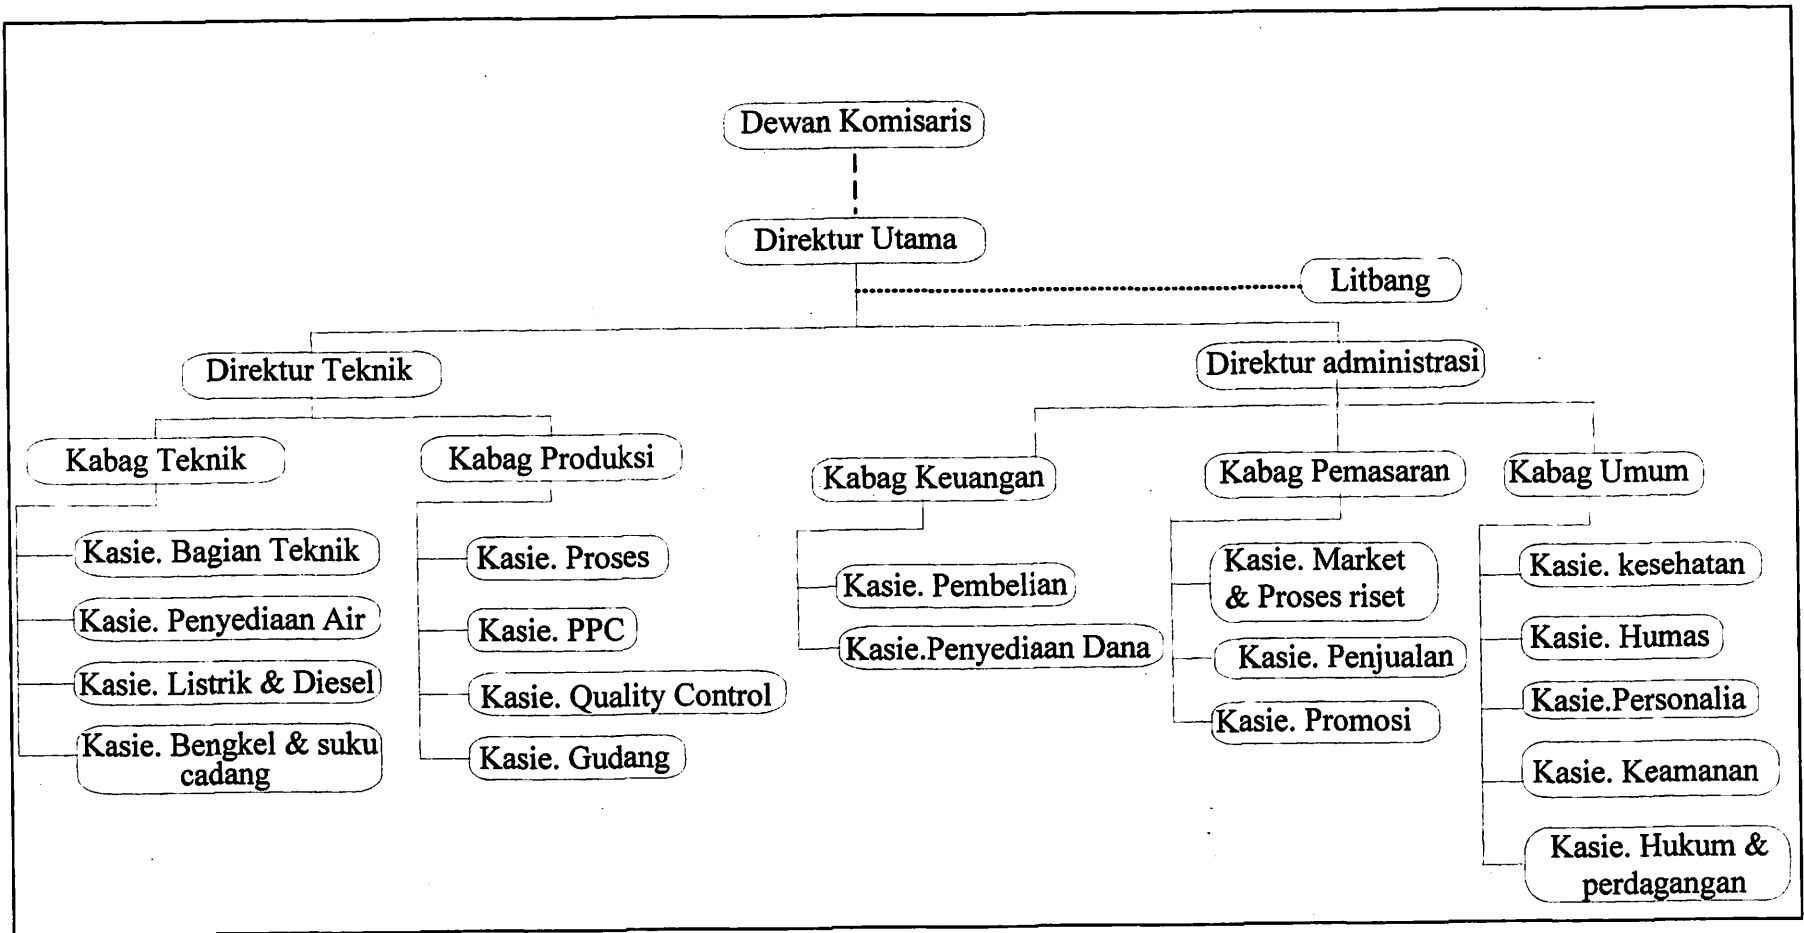 Dewan Komisaris
Direktur Utama
Litbang
Direktur Teknik
Direktur administrasi
Kabag Teknik
Kabag Produksi
Kabag Keuangan
Kabag Pemasaran
Kabag Umum
Kasie. Bagian Teknik
Kasie. Penyediaan Air
Kasie. Listrik & Diesel
Kasie. Bengkel & suku
cadang
Kasie. Proses
Kasie. PPC
Kasie. Quality Control
Kasie. Gudang
Kasie. Pembelian
Kasie.Penyediaan Dana
Kasie. Market
& Proses riset
Kasie. Penjualan
Kasie. Promosi
Kasie. kesehatan
Kasie. Humas
Kasie.Personalia
Kasie. Keamanan
Kasie. Hukum &
perdagangan